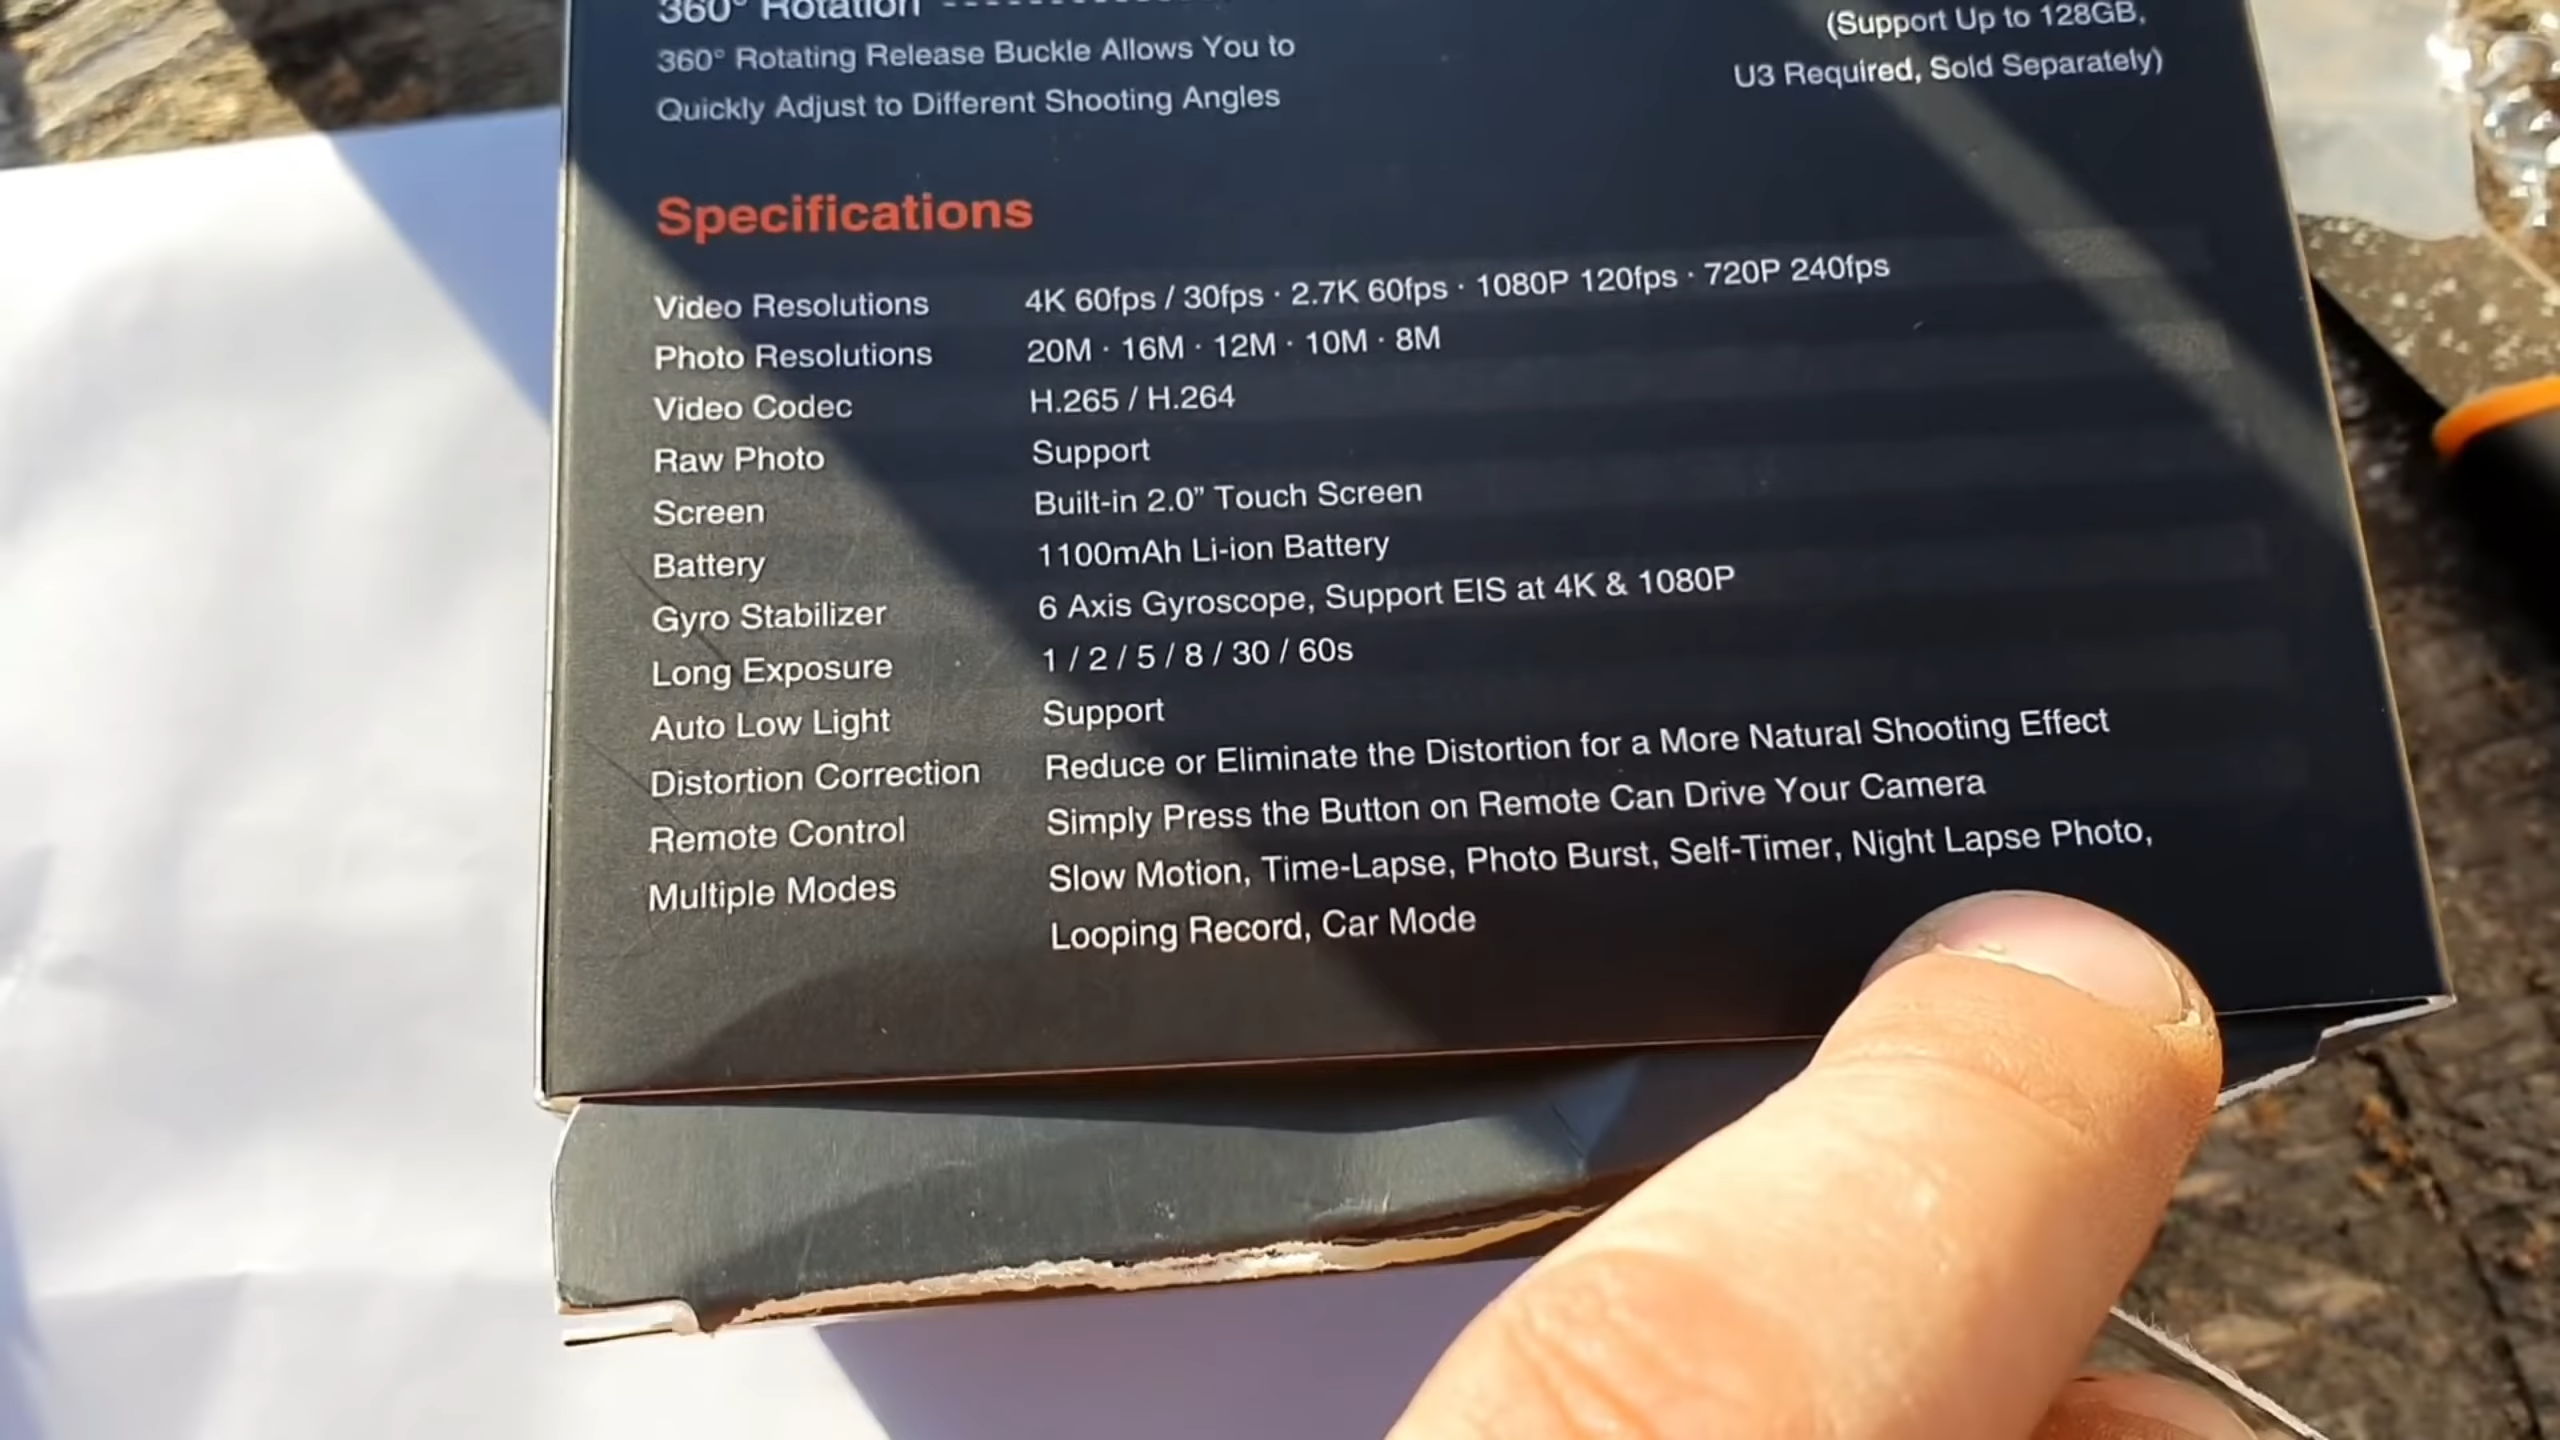 360° Rotation
(Support Up to 128GB,
360° Rotating Release Buckle Allows You to
U3 Required, Sold Separately)
Quickly Adjust to Different Shooting Angles
Specifications
Video Resolutions 4K 60fps / 30fps · 2.7K 60fps · 1080P 120fps · 720P 240fps
Photo Resolutions 20M · 16M · 12M · 10M · 8M
Video Codec H.265 / H.264
Raw Photo Support
Screen Built-in 2.0” Touch Screen
Battery 1100mAh Li-ion Battery
Gyro Stabilizer 6 Axis Gyroscope, Support EIS at 4K & 1080P
Long Exposure 1 / 2 / 5 / 8 / 30 / 60s
Auto Low Light Support
Distortion Correction Reduce or Eliminate the Distortion for a More Natural Shooting Effect
Remote Control Simply Press the Button on Remote Can Drive Your Camera
Multiple Modes Slow Motion, Time-Lapse, Photo Burst, Self-Timer, Night Lapse Photo,
Looping Record, Car Mode